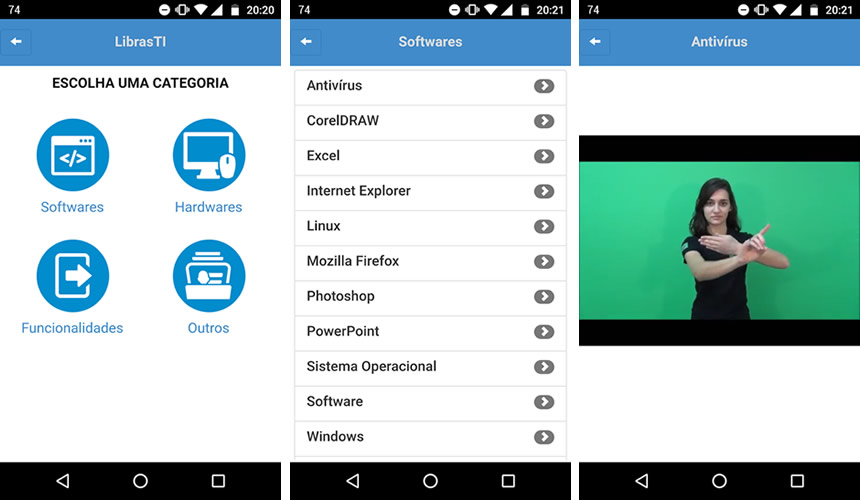 74
20:20
LibrasTI
ESCOLHA UMA CATEGORIA
</>
Softwares
Hardwares
Funcionalidades
Outros
74
20:21
Softwares
Antivírus
CorelDRAW
Excel
Internet Explorer
Linux
Mozilla Firefox
Photoshop
PowerPoint
Sistema Operacional
Software
Windows
74
20:21
Antivírus